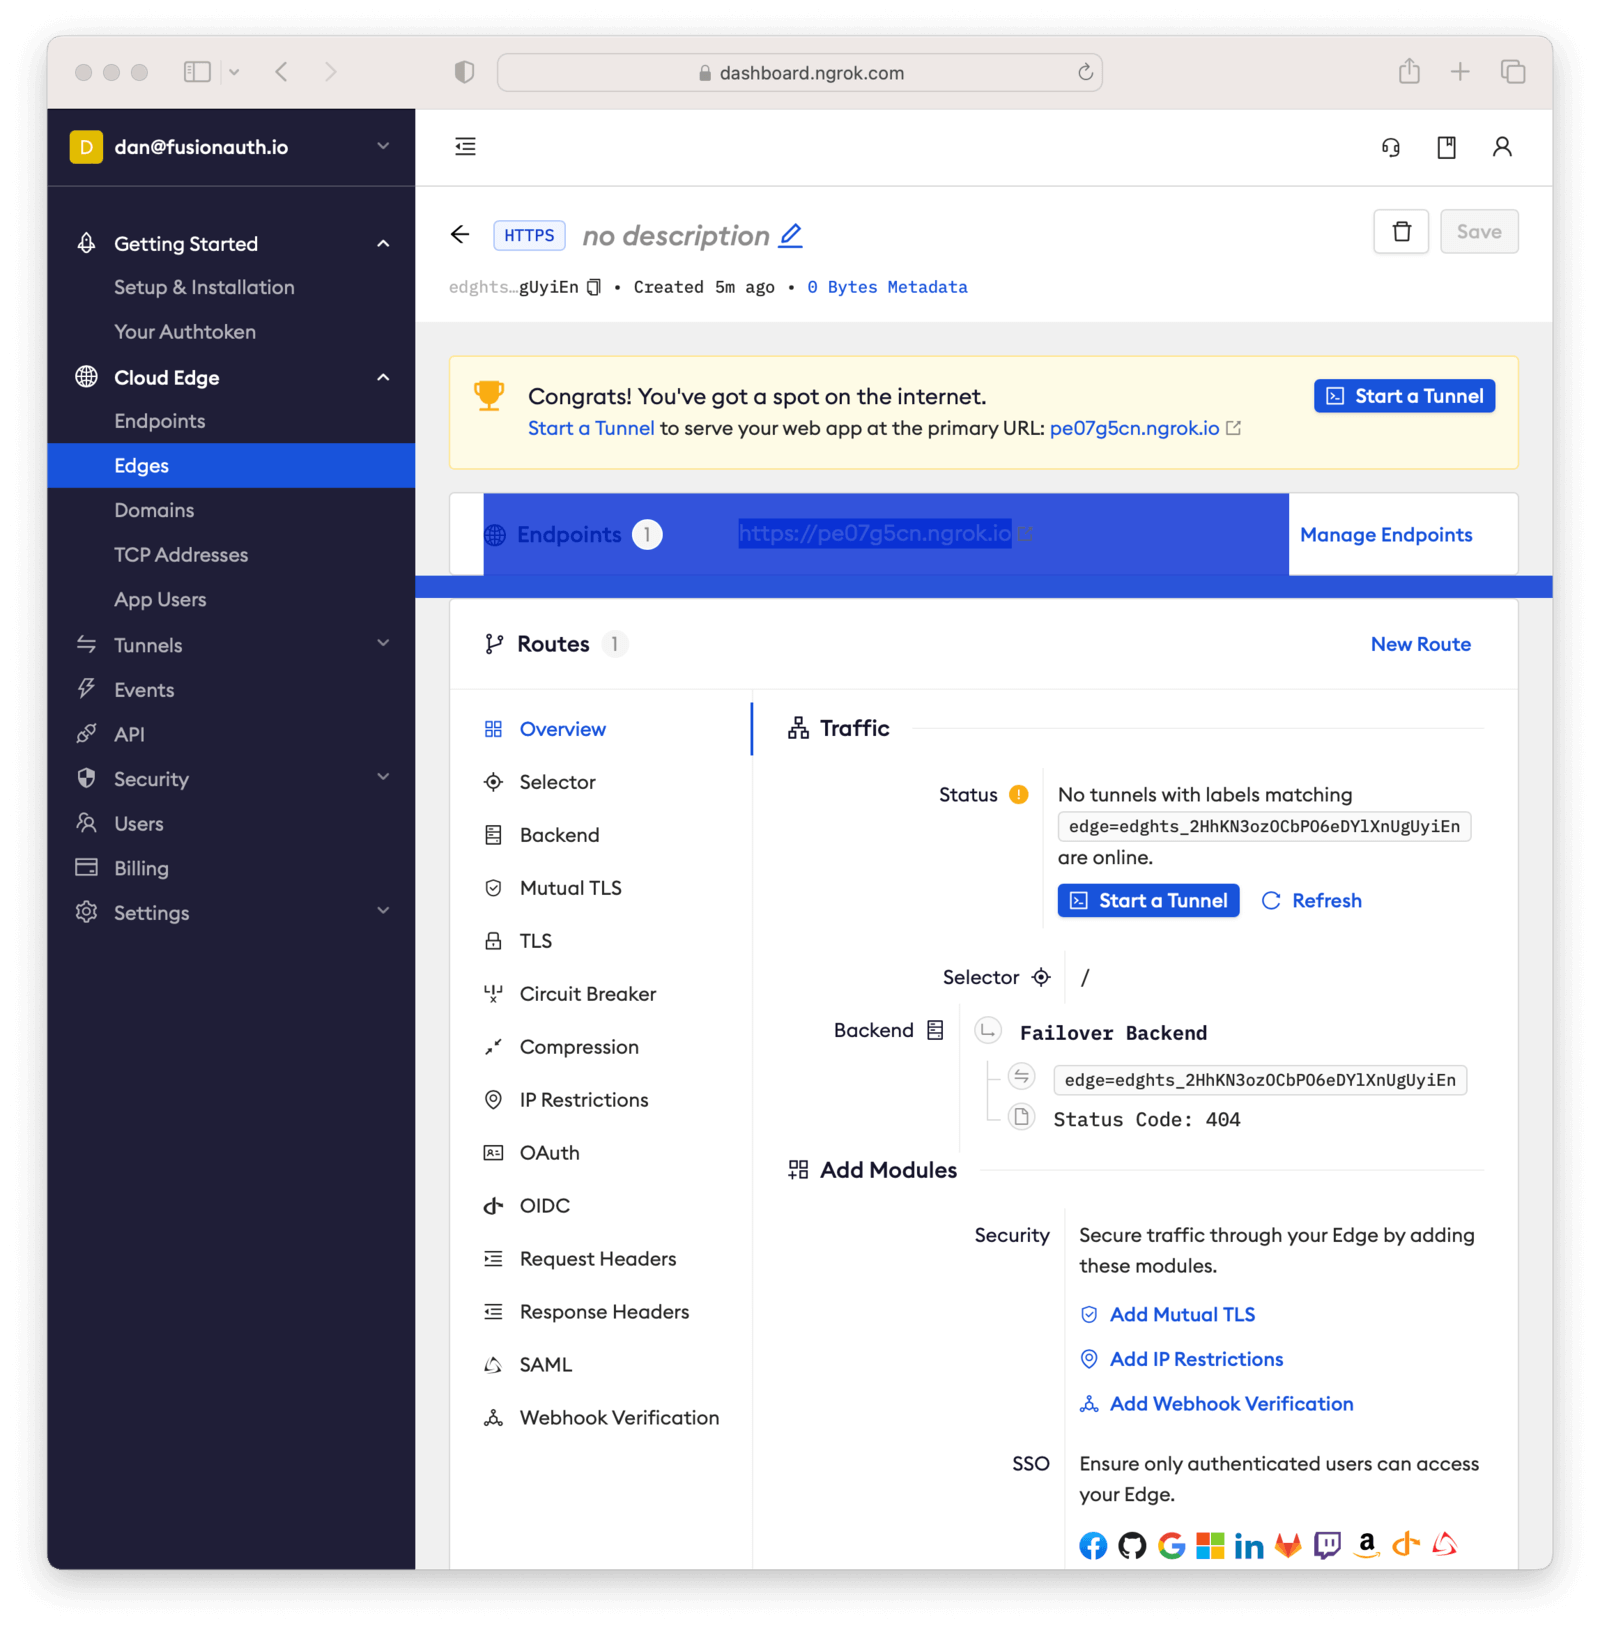 dashboard.ngrok.com
D dan@fusionauth.io
Getting Started
Setup & Installation
Your Authtoken
Cloud Edge
Endpoints
Edges
Domains
TCP Addresses
App Users
Tunnels
Events
API
Security
Users
Billing
Settings
HTTPS no description
Save
edghts…gUyiEn • Created 5m ago • 0 Bytes Metadata
Congrats! You've got a spot on the internet.
Start a Tunnel to serve your web app at the primary URL: pe07g5cn.ngrok.io
Start a Tunnel
Endpoints 1 https://pe07g5cn.ngrok.io Manage Endpoints
Routes 1 New Route
Overview
Selector
Backend
Mutual TLS
TLS
Circuit Breaker
Compression
IP Restrictions
OAuth
OIDC
Request Headers
Response Headers
SAML
Webhook Verification
Traffic
Status ! No tunnels with labels matching
edge=edghts_2HhKN3ozOCbPO6eDYlXnUgUyiEn
are online.
Start a Tunnel Refresh
Selector /
Backend Failover Backend
edge=edghts_2HhKN3ozOCbPO6eDYlXnUgUyiEn
Status Code: 404
Add Modules
Security Secure traffic through your Edge by adding
these modules.
Add Mutual TLS
Add IP Restrictions
Add Webhook Verification
SSO Ensure only authenticated users can access
your Edge.